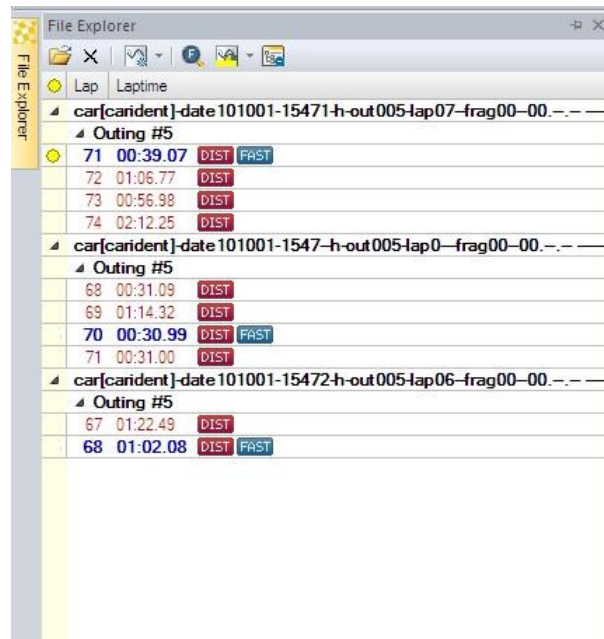 File Explorer
File Explorer
Lap Laptime
car[carident]-date101001-15471-h-out005-lap07--frag00--00.--.-- ----
Outing #5
71 00:39.07 DIST FAST
72 01:06.77 DIST
73 00:56.98 DIST
74 02:12.25 DIST
car[carident]-date101001-1547--h-out005-lap0---frag00--00.--.-- ----
Outing #5
68 00:31.09 DIST
69 01:14.32 DIST
70 00:30.99 DIST FAST
71 00:31.00 DIST
car[carident]-date101001-15472-h-out005-lap06--frag00--00.--.-- ----
Outing #5
67 01:22.49 DIST
68 01:02.08 DIST FAST